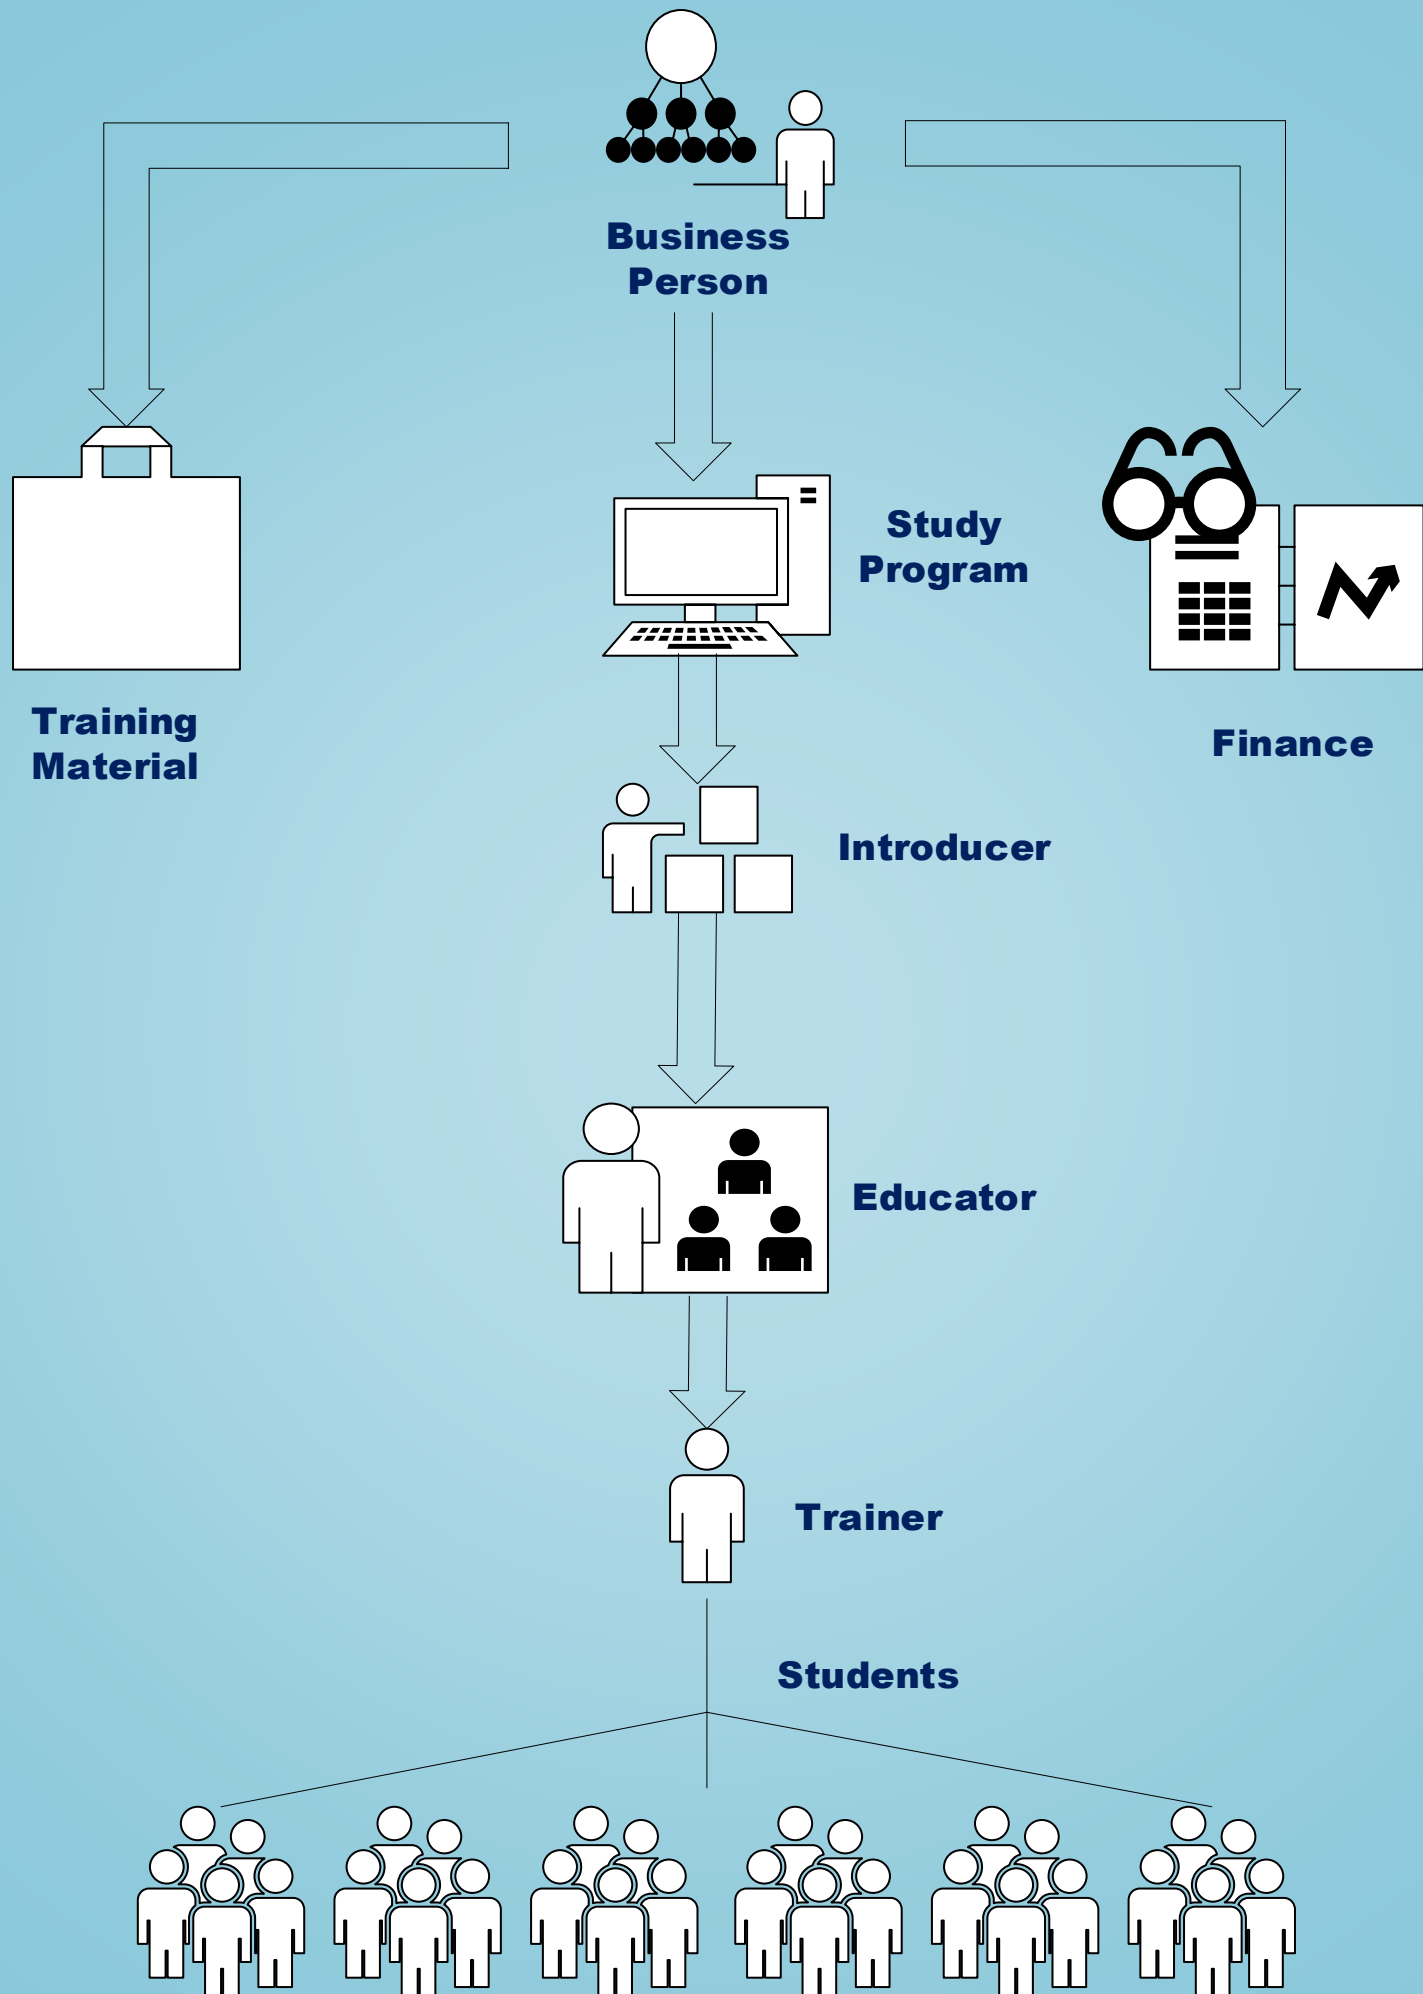 Business
Person
Study
Program
Training
Material
Finance
Introducer
Educator
Trainer
Students